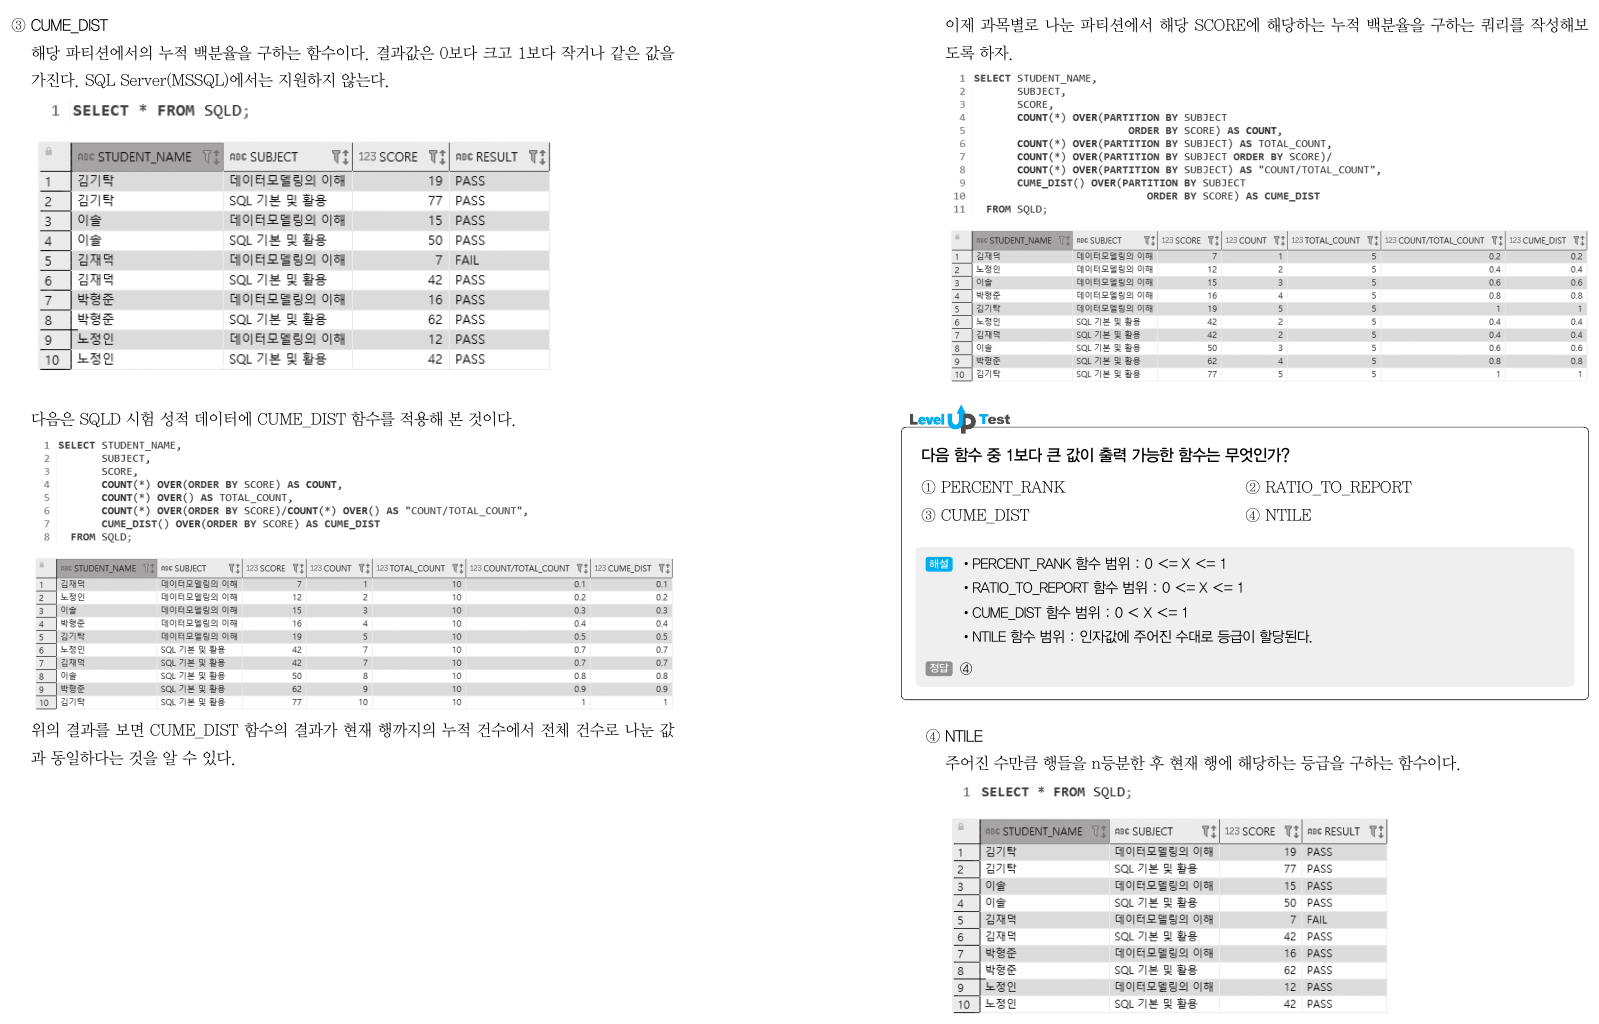 ③ CUME_DIST
해당 파티션에서의 누적 백분율을 구하는 함수이다. 결과값은 0보다 크고 1보다 작거나 같은 값을
가진다. SQL Server(MSSQL)에서는 지원하지 않는다.
1 SELECT * FROM SQLD;
ABC STUDENT_NAME ABC SUBJECT 123 SCORE ABC RESULT
1 김기탁 데이터모델링의 이해 19 PASS
2 김기탁 SQL 기본 및 활용 77 PASS
3 이솔 데이터모델링의 이해 15 PASS
4 이솔 SQL 기본 및 활용 50 PASS
5 김재덕 데이터모델링의 이해 7 FAIL
6 김재덕 SQL 기본 및 활용 42 PASS
7 박형준 데이터모델링의 이해 16 PASS
8 박형준 SQL 기본 및 활용 62 PASS
9 노정인 데이터모델링의 이해 12 PASS
10 노정인 SQL 기본 및 활용 42 PASS
다음은 SQLD 시험 성적 데이터에 CUME_DIST 함수를 적용해 본 것이다.
1 SELECT STUDENT_NAME,
2 SUBJECT,
3 SCORE,
4 COUNT(*) OVER(ORDER BY SCORE) AS COUNT,
5 COUNT(*) OVER() AS TOTAL_COUNT,
6 COUNT(*) OVER(ORDER BY SCORE)/COUNT(*) OVER() AS "COUNT/TOTAL_COUNT",
7 CUME_DIST() OVER(ORDER BY SCORE) AS CUME_DIST
8 FROM SQLD;
ABC STUDENT_NAME ABC SUBJECT 123 SCORE 123 COUNT 123 TOTAL_COUNT 123 COUNT/TOTAL_COUNT 123 CUME_DIST
1 김재덕 데이터모델링의 이해 7 1 10 0.1 0.1
2 노정인 데이터모델링의 이해 12 2 10 0.2 0.2
3 이솔 데이터모델링의 이해 15 3 10 0.3 0.3
4 박형준 데이터모델링의 이해 16 4 10 0.4 0.4
5 김기탁 데이터모델링의 이해 19 5 10 0.5 0.5
6 노정인 SQL 기본 및 활용 42 7 10 0.7 0.7
7 김재덕 SQL 기본 및 활용 42 7 10 0.7 0.7
8 이솔 SQL 기본 및 활용 50 8 10 0.8 0.8
9 박형준 SQL 기본 및 활용 62 9 10 0.9 0.9
10 김기탁 SQL 기본 및 활용 77 10 10 1 1
위의 결과를 보면 CUME_DIST 함수의 결과가 현재 행까지의 누적 건수에서 전체 건수로 나눈 값
과 동일하다는 것을 알 수 있다.
이제 과목별로 나눈 파티션에서 해당 SCORE에 해당하는 누적 백분율을 구하는 쿼리를 작성해보
도록 하자.
1 SELECT STUDENT_NAME,
2 SUBJECT,
3 SCORE,
4 COUNT(*) OVER(PARTITION BY SUBJECT
5 ORDER BY SCORE) AS COUNT,
6 COUNT(*) OVER(PARTITION BY SUBJECT) AS TOTAL_COUNT,
7 COUNT(*) OVER(PARTITION BY SUBJECT ORDER BY SCORE)/
8 COUNT(*) OVER(PARTITION BY SUBJECT) AS "COUNT/TOTAL_COUNT",
9 CUME_DIST() OVER(PARTITION BY SUBJECT
10 ORDER BY SCORE) AS CUME_DIST
11 FROM SQLD;
ABC STUDENT_NAME ABC SUBJECT 123 SCORE 123 COUNT 123 TOTAL_COUNT 123 COUNT/TOTAL_COUNT 123 CUME_DIST
1 김재덕 데이터모델링의 이해 7 1 5 0.2 0.2
2 노정인 데이터모델링의 이해 12 2 5 0.4 0.4
3 이솔 데이터모델링의 이해 15 3 5 0.6 0.6
4 박형준 데이터모델링의 이해 16 4 5 0.8 0.8
5 김기탁 데이터모델링의 이해 19 5 5 1 1
6 노정인 SQL 기본 및 활용 42 2 5 0.4 0.4
7 김재덕 SQL 기본 및 활용 42 2 5 0.4 0.4
8 이솔 SQL 기본 및 활용 50 3 5 0.6 0.6
9 박형준 SQL 기본 및 활용 62 4 5 0.8 0.8
10 김기탁 SQL 기본 및 활용 77 5 5 1 1
Level Up Test
다음 함수 중 1보다 큰 값이 출력 가능한 함수는 무엇인가?
① PERCENT_RANK ② RATIO_TO_REPORT
③ CUME_DIST ④ NTILE
해설 • PERCENT_RANK 함수 범위 : 0 <= X <= 1
• RATIO_TO_REPORT 함수 범위 : 0 <= X <= 1
• CUME_DIST 함수 범위 : 0 < X <= 1
• NTILE 함수 범위 : 인자값에 주어진 수대로 등급이 할당된다.
정답 ④
④ NTILE
주어진 수만큼 행들을 n등분한 후 현재 행에 해당하는 등급을 구하는 함수이다.
1 SELECT * FROM SQLD;
ABC STUDENT_NAME ABC SUBJECT 123 SCORE ABC RESULT
1 김기탁 데이터모델링의 이해 19 PASS
2 김기탁 SQL 기본 및 활용 77 PASS
3 이솔 데이터모델링의 이해 15 PASS
4 이솔 SQL 기본 및 활용 50 PASS
5 김재덕 데이터모델링의 이해 7 FAIL
6 김재덕 SQL 기본 및 활용 42 PASS
7 박형준 데이터모델링의 이해 16 PASS
8 박형준 SQL 기본 및 활용 62 PASS
9 노정인 데이터모델링의 이해 12 PASS
10 노정인 SQL 기본 및 활용 42 PASS